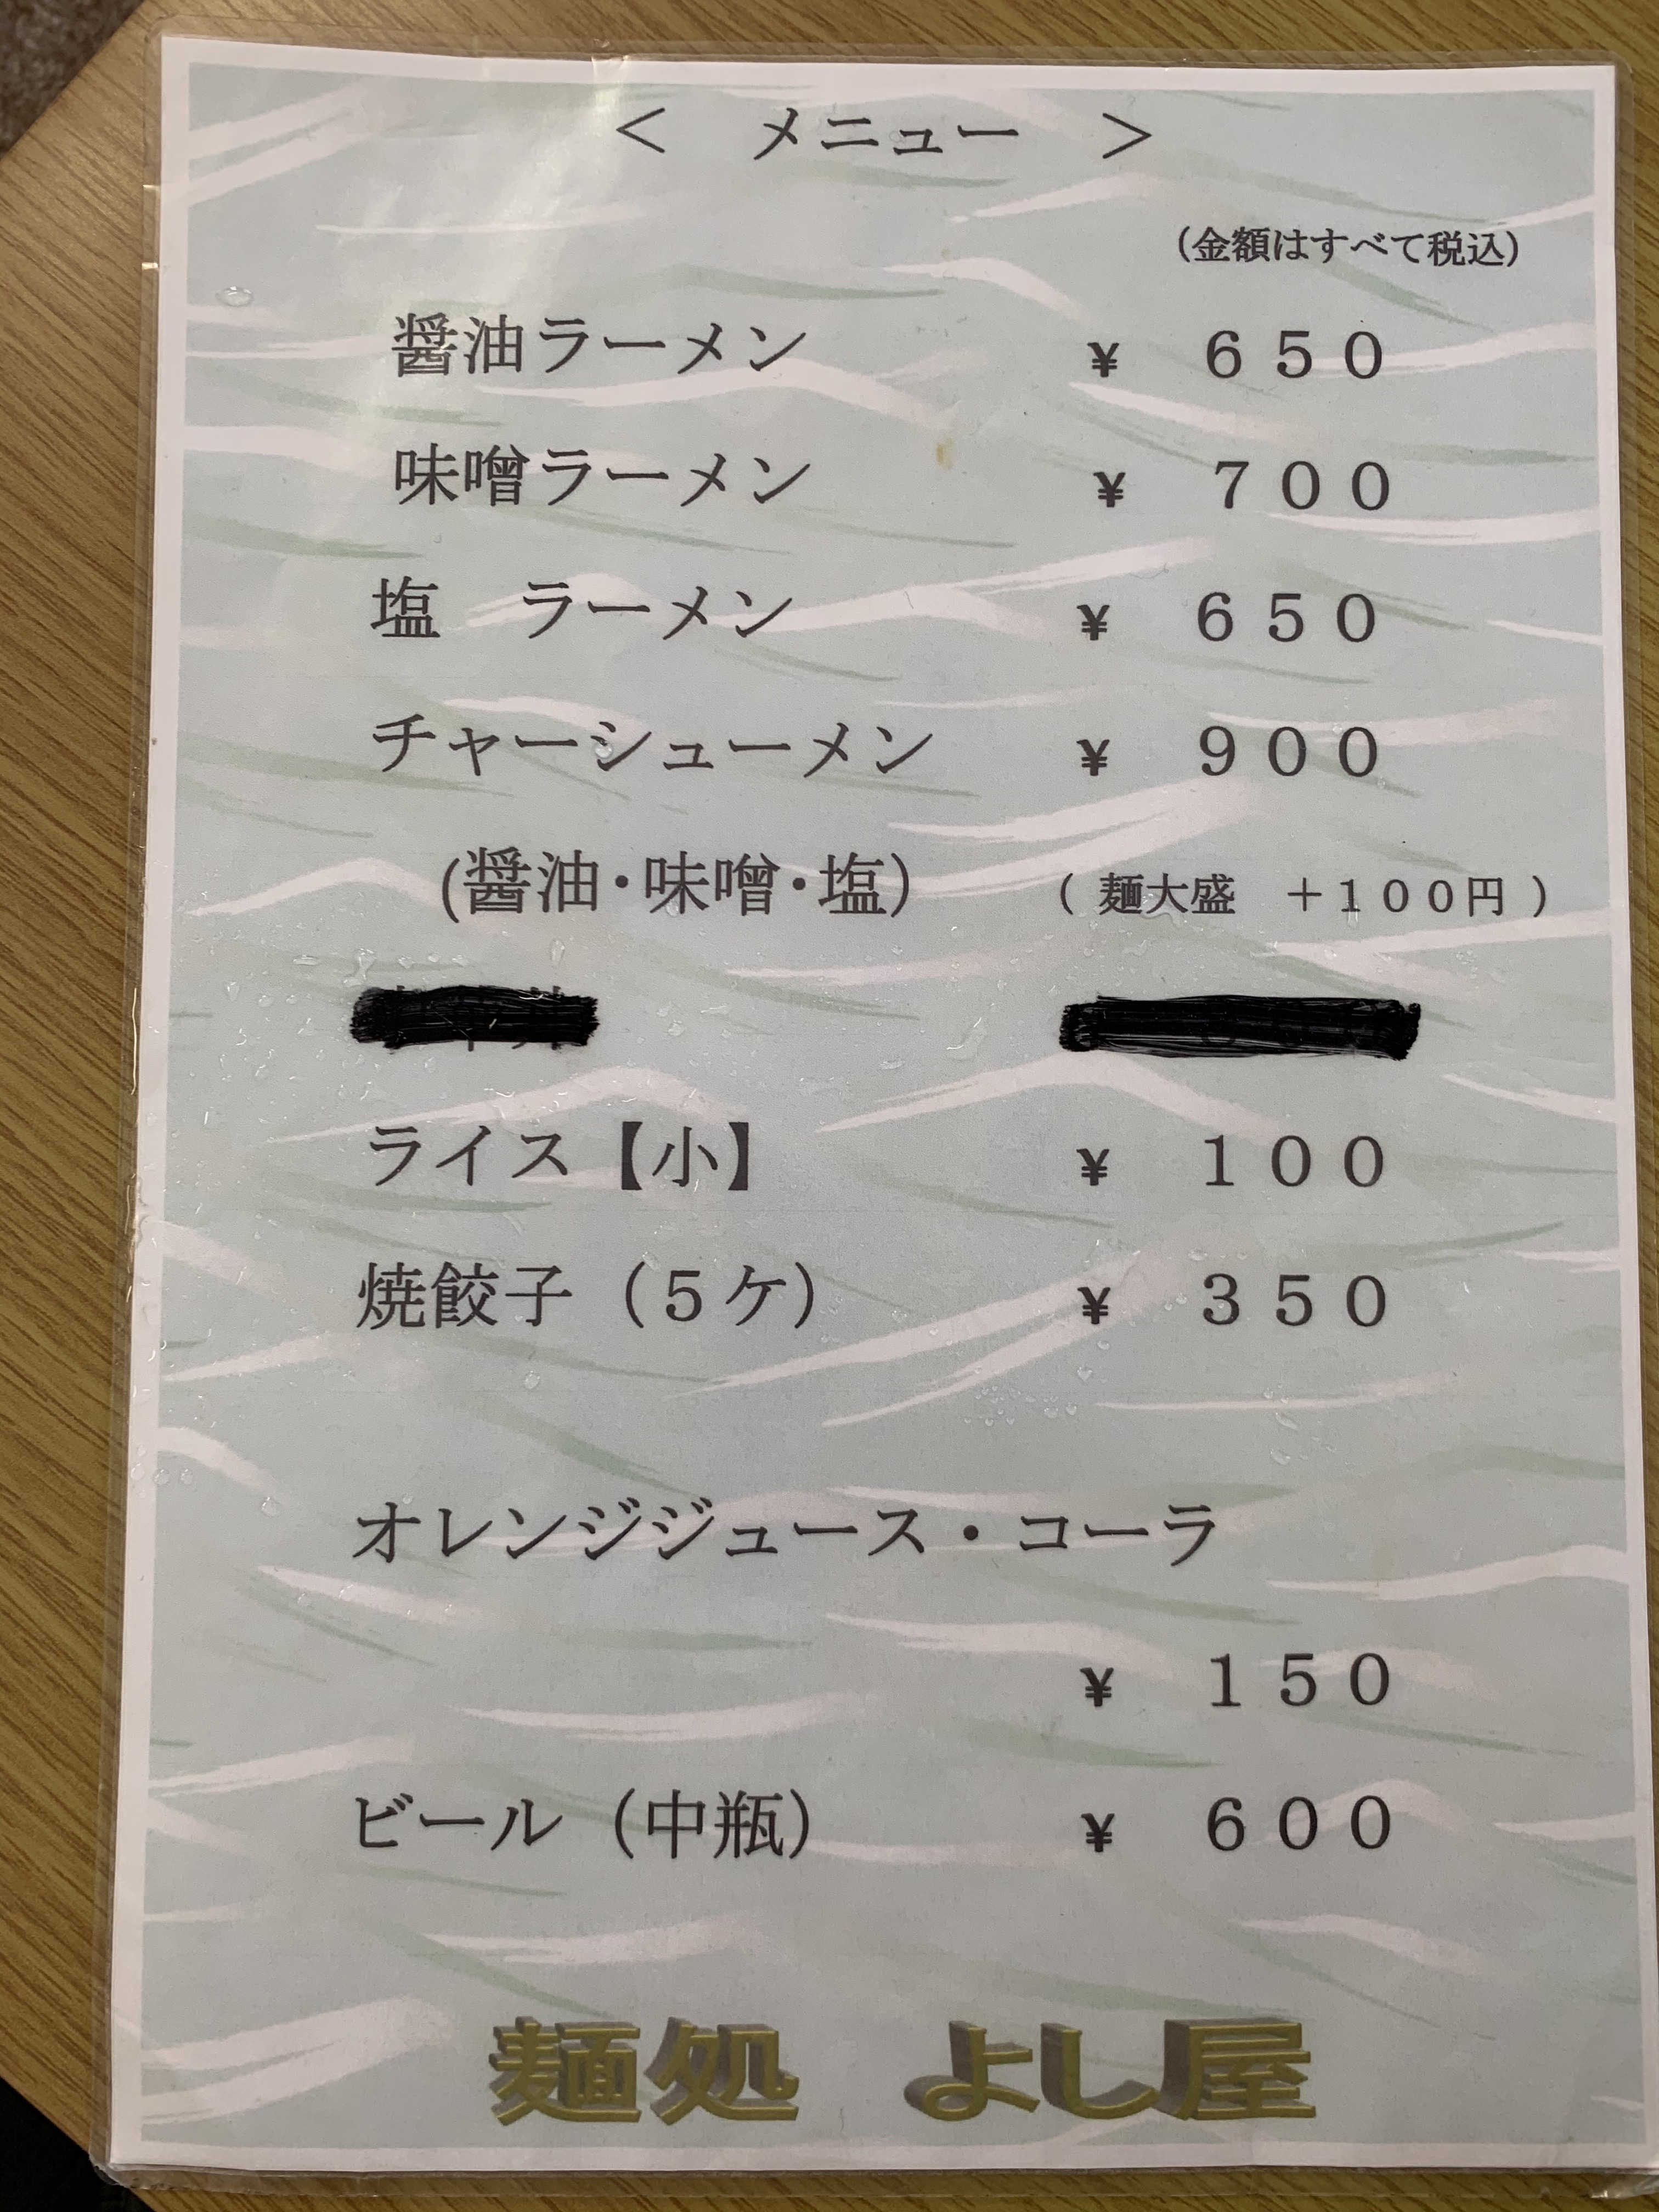 ＜　メニュー　＞
（金額はすべて税込）
醤油ラーメン　￥　６５０
味噌ラーメン　￥　７００
塩　ラーメン　￥　６５０
チャーシューメン　￥　９００
（醤油・味噌・塩）　（ 麺大盛　＋１００円 ）
ライス【小】　￥　１００
焼餃子（５ケ）　￥　３５０
オレンジジュース・コーラ
￥　１５０
ビール（中瓶）　￥　６００
麺処　よし屋